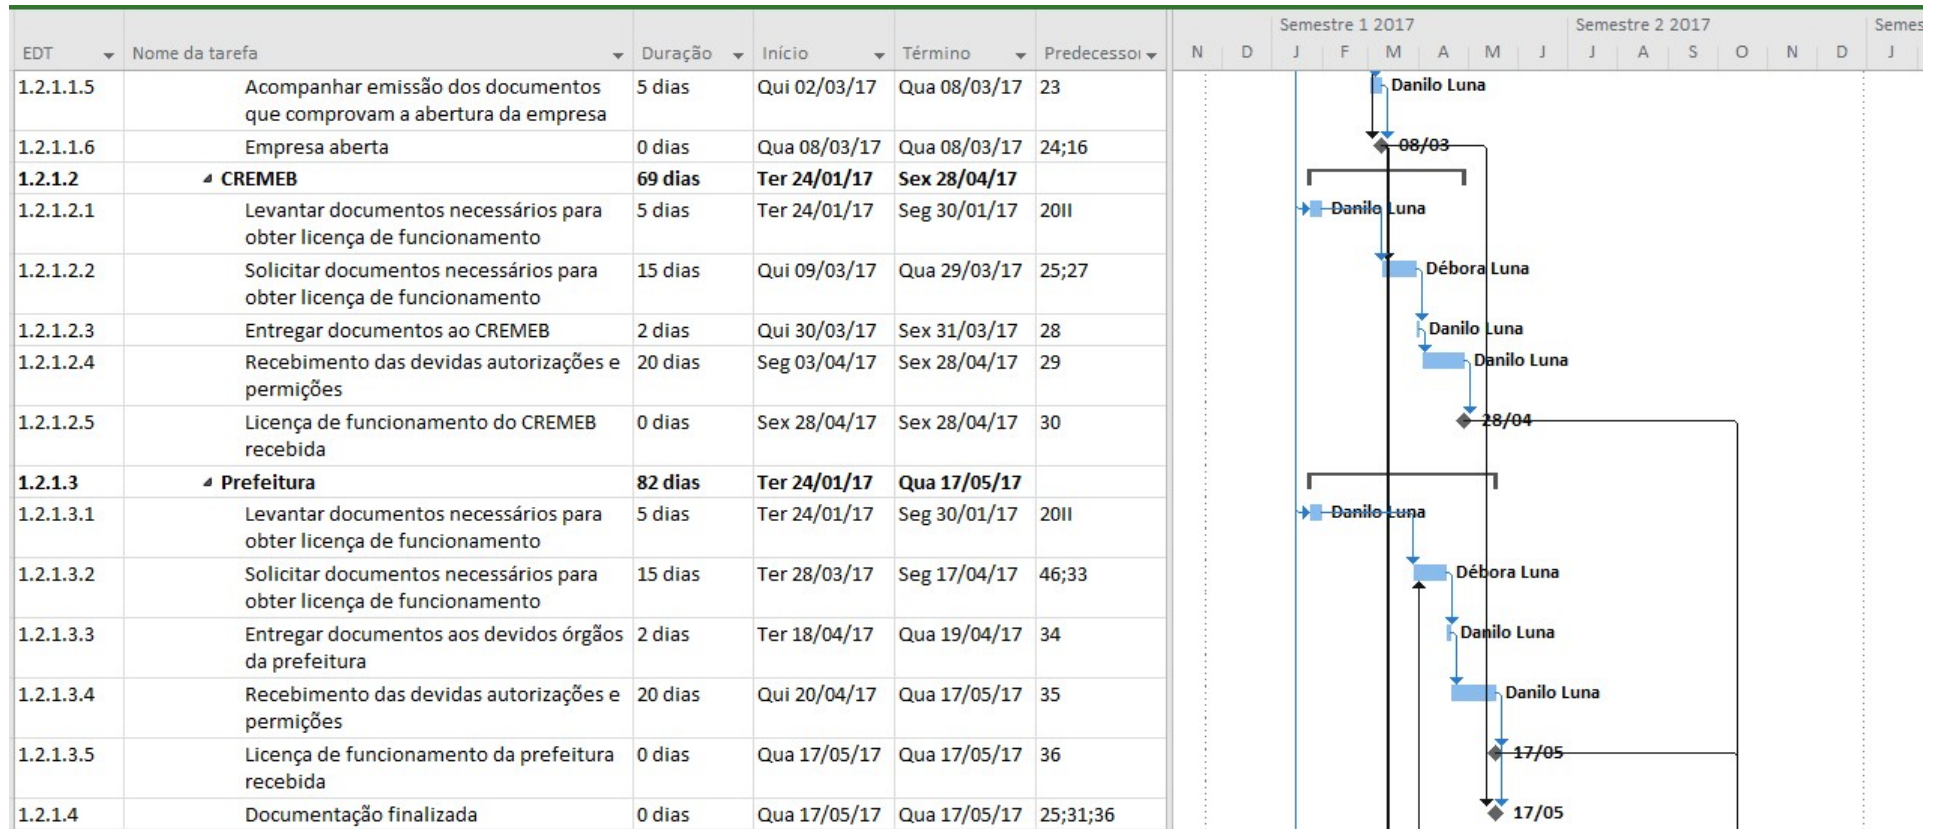 Semestre 1 2017 Semestre 2 2017 Semes
EDT Nome da tarefa Duração Início Término Predecessor N D J F M A M J J A S O N D J
1.2.1.1.5 Acompanhar emissão dos documentos 5 dias Qui 02/03/17 Qua 08/03/17 23 Danilo Luna
que comprovam a abertura da empresa
1.2.1.1.6 Empresa aberta 0 dias Qua 08/03/17 Qua 08/03/17 24;16 08/03
1.2.1.2 CREMEB 69 dias Ter 24/01/17 Sex 28/04/17
1.2.1.2.1 Levantar documentos necessários para 5 dias Ter 24/01/17 Seg 30/01/17 20II Danilo Luna
obter licença de funcionamento
1.2.1.2.2 Solicitar documentos necessários para 15 dias Qui 09/03/17 Qua 29/03/17 25;27 Débora Luna
obter licença de funcionamento
1.2.1.2.3 Entregar documentos ao CREMEB 2 dias Qui 30/03/17 Sex 31/03/17 28 Danilo Luna
1.2.1.2.4 Recebimento das devidas autorizações e 20 dias Seg 03/04/17 Sex 28/04/17 29 Danilo Luna
permições
1.2.1.2.5 Licença de funcionamento do CREMEB 0 dias Sex 28/04/17 Sex 28/04/17 30 28/04
recebida
1.2.1.3 Prefeitura 82 dias Ter 24/01/17 Qua 17/05/17
1.2.1.3.1 Levantar documentos necessários para 5 dias Ter 24/01/17 Seg 30/01/17 20II Danilo Luna
obter licença de funcionamento
1.2.1.3.2 Solicitar documentos necessários para 15 dias Ter 28/03/17 Seg 17/04/17 46;33 Débora Luna
obter licença de funcionamento
1.2.1.3.3 Entregar documentos aos devidos órgãos 2 dias Ter 18/04/17 Qua 19/04/17 34 Danilo Luna
da prefeitura
1.2.1.3.4 Recebimento das devidas autorizações e 20 dias Qui 20/04/17 Qua 17/05/17 35 Danilo Luna
permições
1.2.1.3.5 Licença de funcionamento da prefeitura 0 dias Qua 17/05/17 Qua 17/05/17 36 17/05
recebida
1.2.1.4 Documentação finalizada 0 dias Qua 17/05/17 Qua 17/05/17 25;31;36 17/05